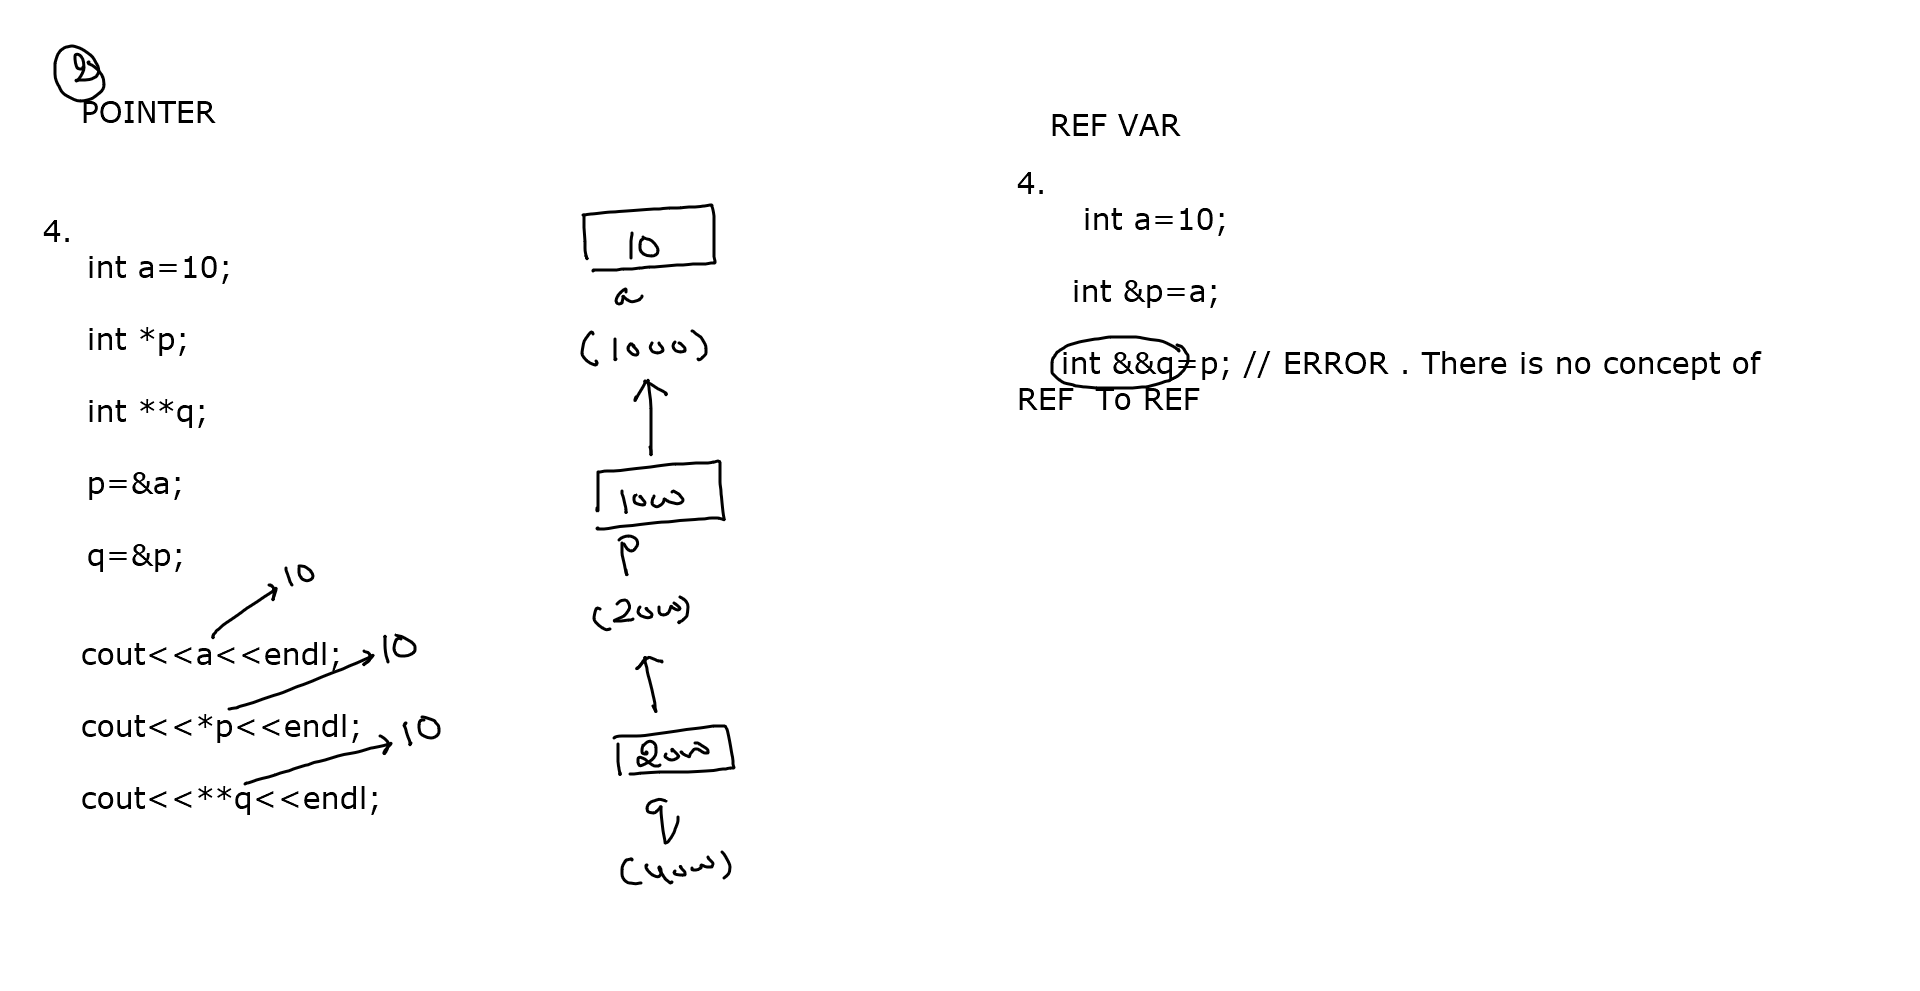 2
POINTER
4.
int a=10;
int *p;
int **q;
p=&a;
q=&p;
10
cout<<a<<endl;
10
cout<<*p<<endl;
10
cout<<**q<<endl;
10
a
(1000)
1000
p
(2000)
2000
q
(4000)
REF VAR
4.
int a=10;
int &p=a;
int &&q=p; // ERROR . There is no concept of
REF To REF